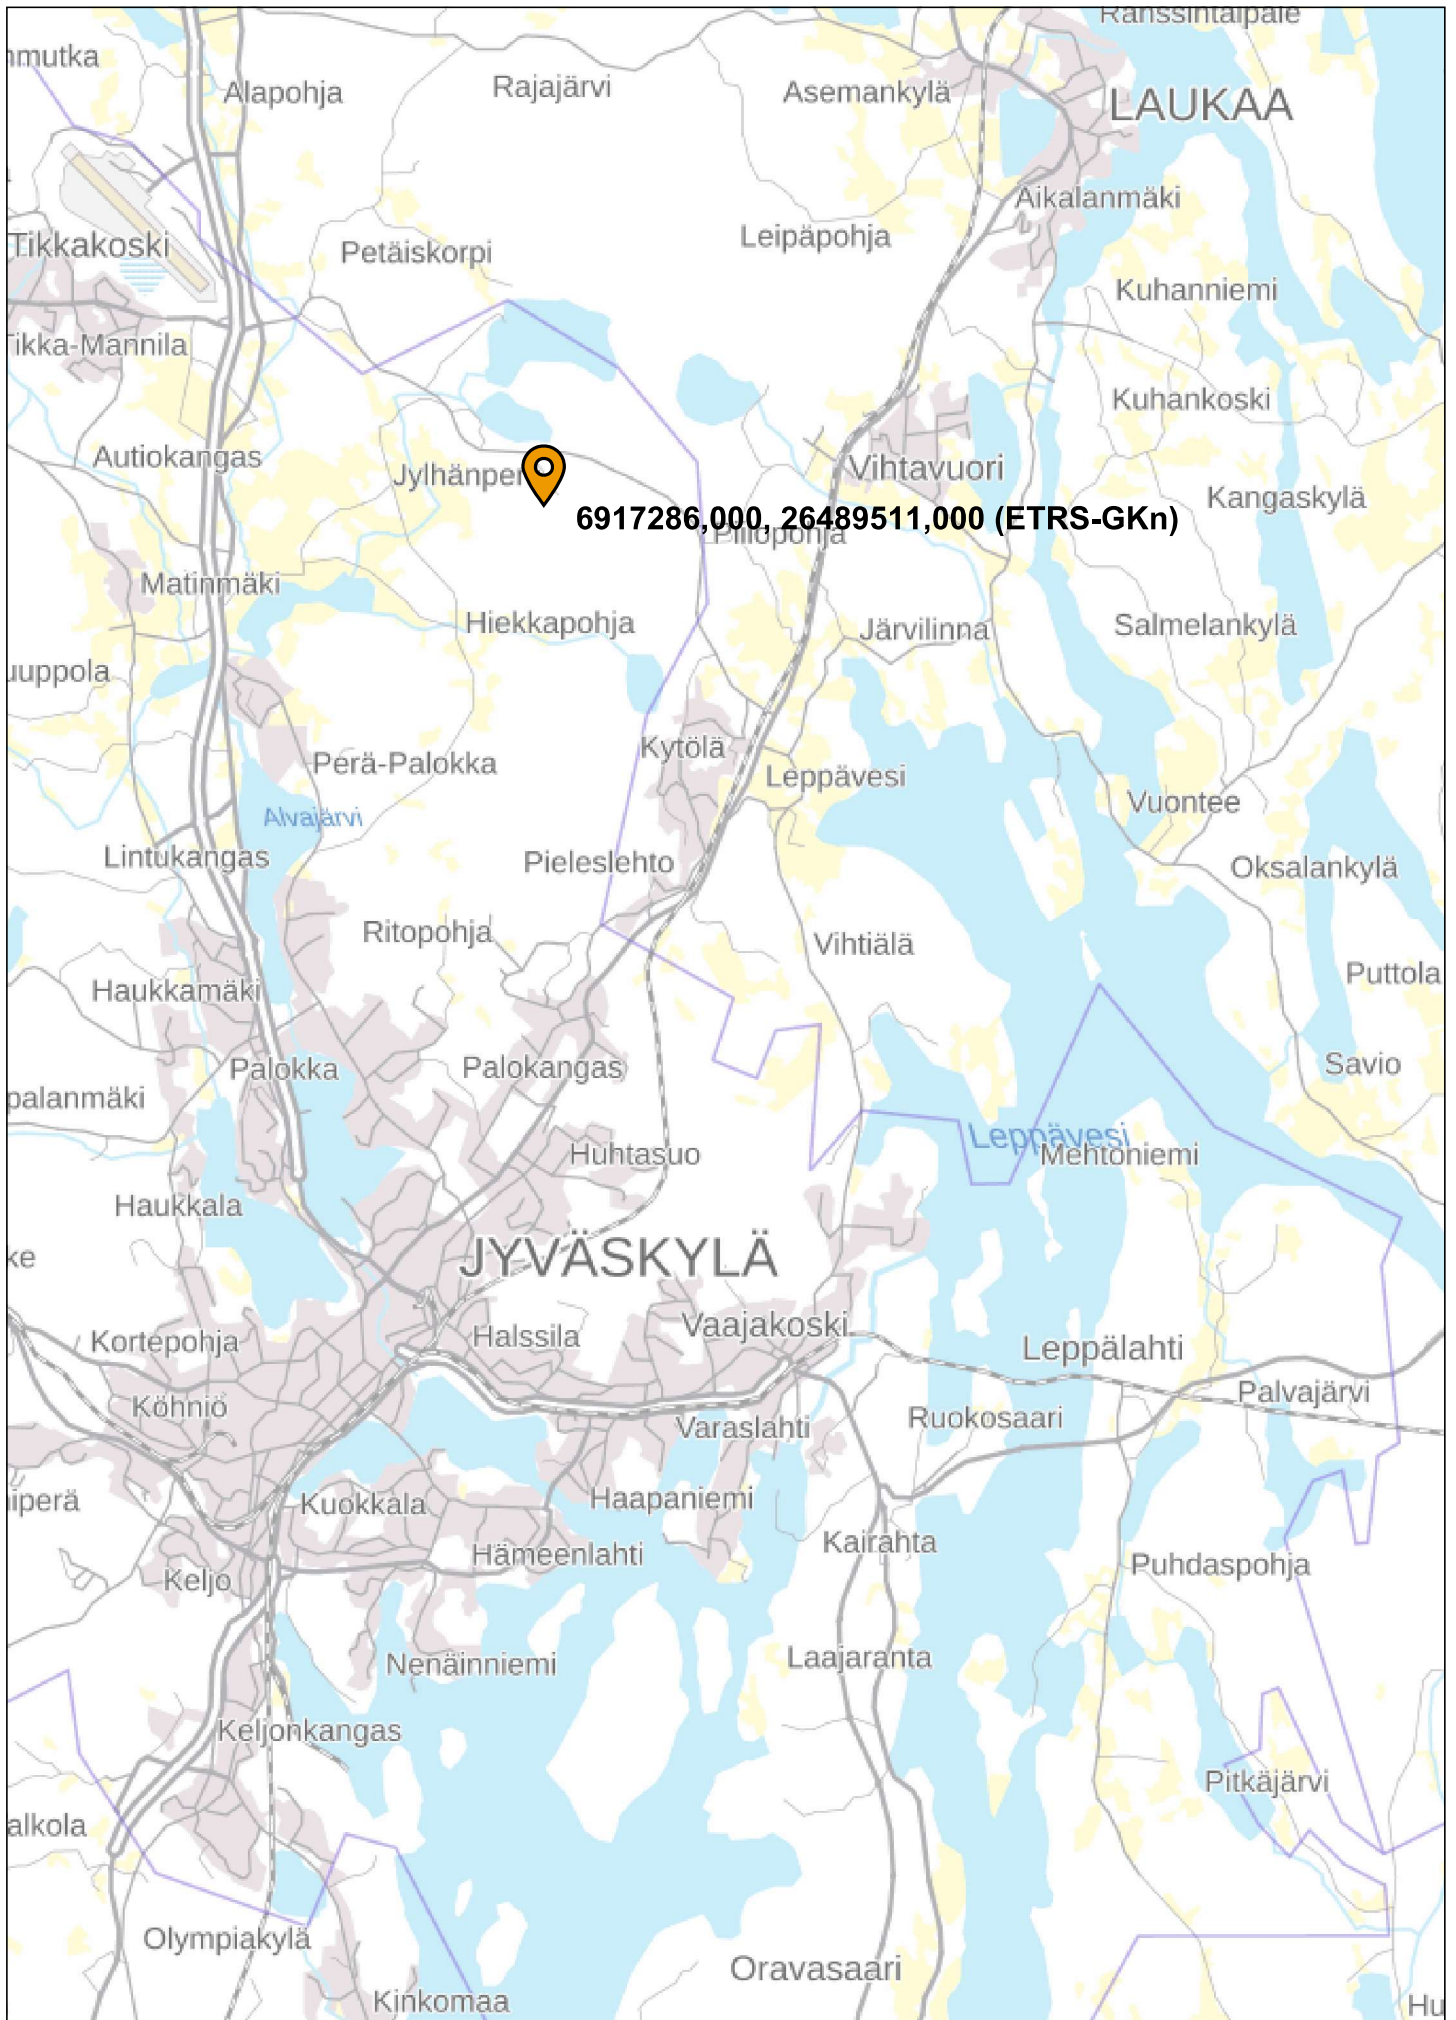 Ranssintaipale
mmutka
Alapohja
Rajajärvi
Asemankylä
LAUKAA
Aikalanmäki
Tikkakoski
Petäiskorpi
Leipäpohja
Kuhanniemi
Tikka-Mannila
Kuhankoski
Autiokangas
Jylhänper
Vihtavuori
Kangaskylä
6917286,000, 26489511,000 (ETRS-GKn)
Piilopohja
Matinmäki
Hiekkapohja
Järvilinna
Salmelankylä
uuppola
Kytölä
Perä-Palokka
Leppävesi
Vuontee
Alvajärvi
Lintukangas
Pieleslehto
Oksalankylä
Ritopohja
Vihtiälä
Puttola
Haukkamäki
Palokka
Palokangas
Savio
palanmäki
Leppävesi
Huhtasuo
Mehtoniemi
Haukkala
ke
JYVÄSKYLÄ
Kortepohja
Halssila
Vaajakoski
Leppälahti
Palvajärvi
Köhniö
Varaslahti
Ruokosaari
iperä
Kuokkala
Haapaniemi
Kairahta
Hämeenlahti
Puhdaspohja
Keljo
Nenäinniemi
Laajaranta
Keljonkangas
Pitkäjärvi
alkola
Olympiakylä
Oravasaari
Kinkomaa
Hu